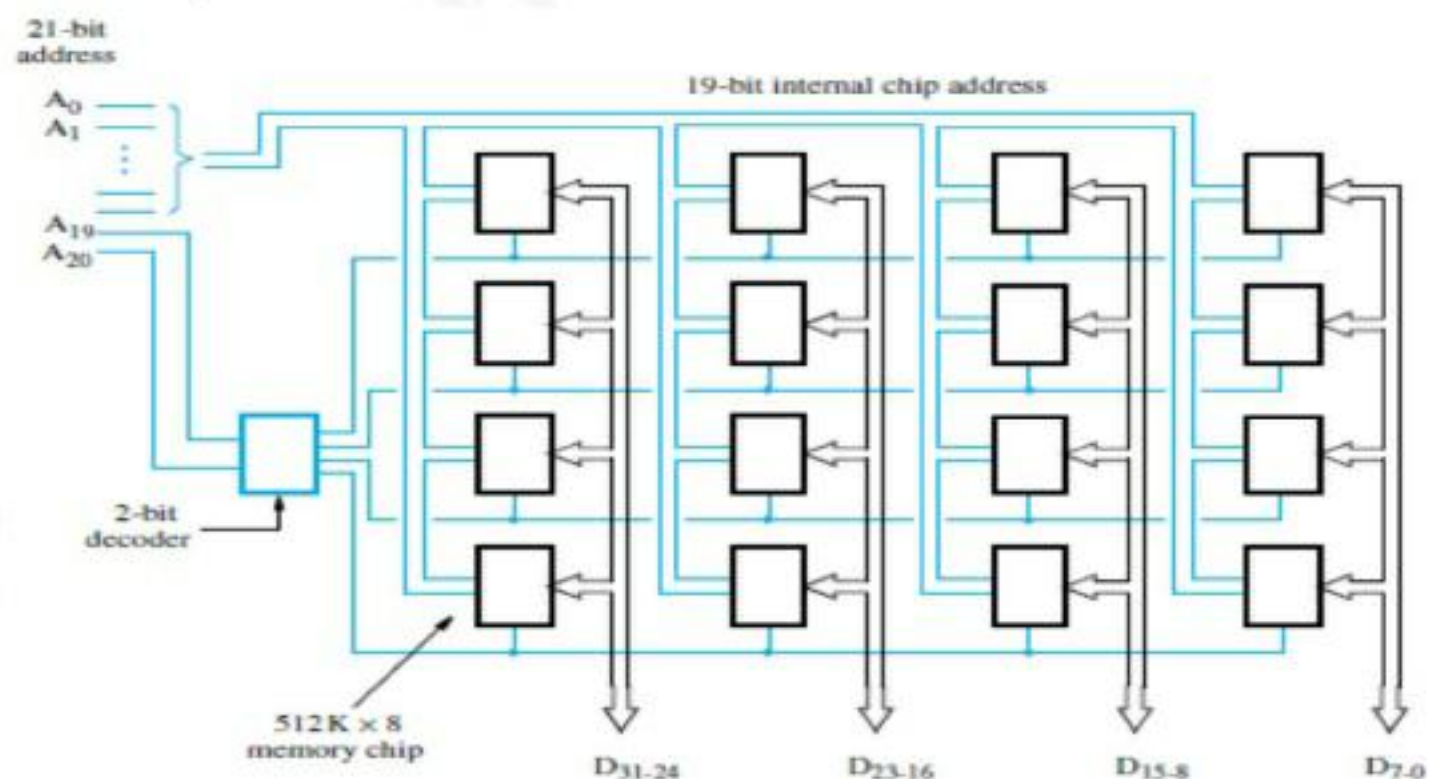 21-bit
address
A0
A1
19-bit internal chip address
A19
A20
2-bit
decoder
512K × 8
memory chip
D31-24
D23-16
D15-8
D7-0